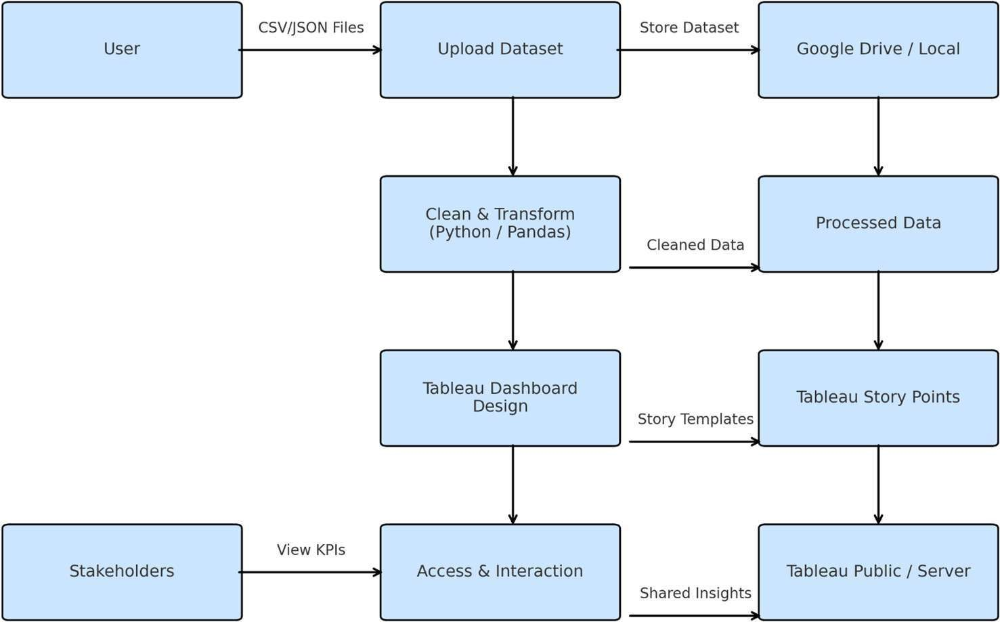 User
CSV/JSON Files
Upload Dataset
Store Dataset
Google Drive / Local
Clean & Transform
(Python / Pandas)
Cleaned Data
Processed Data
Tableau Dashboard
Design
Story Templates
Tableau Story Points
Stakeholders
View KPIs
Access & Interaction
Shared Insights
Tableau Public / Server